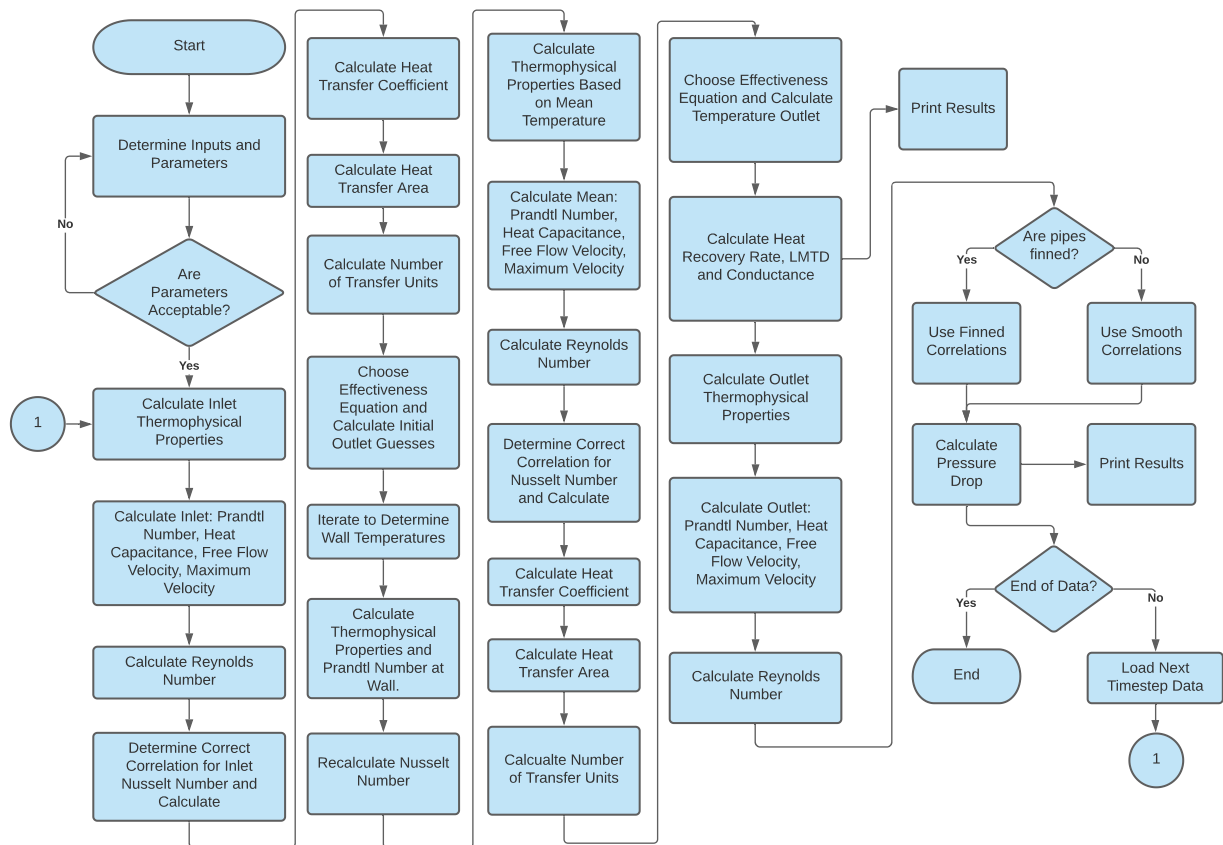 Start
Determine Inputs and
Parameters
No
Are
Parameters
Acceptable?
Yes
1
Calculate Inlet
Thermophysical
Properties
Calculate Inlet: Prandtl
Number, Heat
Capacitance, Free Flow
Velocity, Maximum
Velocity
Calculate Reynolds
Number
Determine Correct
Correlation for Inlet
Nusselt Number and
Calculate
Calculate Heat
Transfer Coefficient
Calculate Heat
Transfer Area
Calculate Number
of Transfer Units
Choose
Effectiveness
Equation and
Calculate Initial
Outlet Guesses
Iterate to Determine
Wall Temperatures
Calculate
Thermophysical
Properties and
Prandtl Number at
Wall.
Recalculate Nusselt
Number
Calculate
Thermophysical
Properties Based
on Mean
Temperature
Calculate Mean:
Prandtl Number,
Heat Capacitance,
Free Flow Velocity,
Maximum Velocity
Calculate Reynolds
Number
Determine Correct
Correlation for
Nusselt Number
and Calculate
Calculate Heat
Transfer Coefficient
Calculate Heat
Transfer Area
Calcualte Number
of Transfer Units
Choose Effectiveness
Equation and Calculate
Temperature Outlet
Calculate Heat
Recovery Rate, LMTD
and Conductance
Calculate Outlet
Thermophysical
Properties
Calculate Outlet:
Prandtl Number, Heat
Capacitance, Free
Flow Velocity,
Maximum Velocity
Calculate Reynolds
Number
Print Results
Are pipes
finned?
Yes
No
Use Finned
Correlations
Use Smooth
Correlations
Calculate
Pressure
Drop
Print Results
End of Data?
Yes
No
End
Load Next
Timestep Data
1